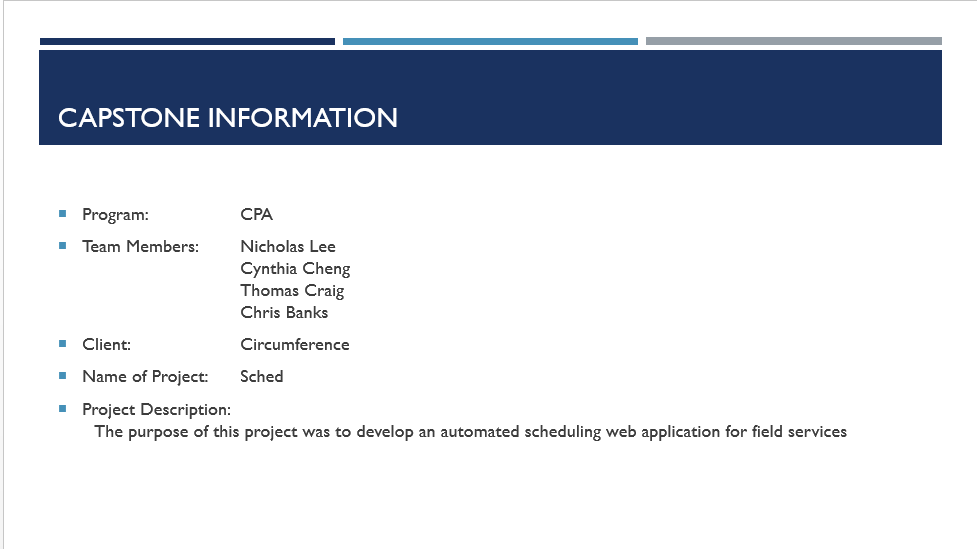 CAPSTONE INFORMATION
Program: CPA
Team Members: Nicholas Lee
Cynthia Cheng
Thomas Craig
Chris Banks
Client: Circumference
Name of Project: Sched
Project Description:
The purpose of this project was to develop an automated scheduling web application for field services